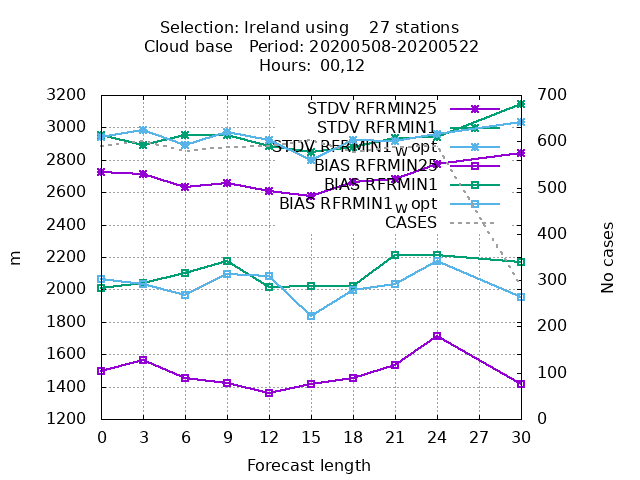 Selection: Ireland using    27 stations
Cloud base   Period: 20200508-20200522
Hours:  00,12
STDV RFRMIN25
STDV RFRMIN1
STDV RFRMIN1w opt
BIAS RFRMIN25
BIAS RFRMIN1
BIAS RFRMIN1w opt
CASES
3200
3000
2800
2600
2400
2200
2000
1800
1600
1400
1200
m
700
600
500
400
300
200
100
0
No cases
0 3 6 9 12 15 18 21 24 27 30
Forecast length